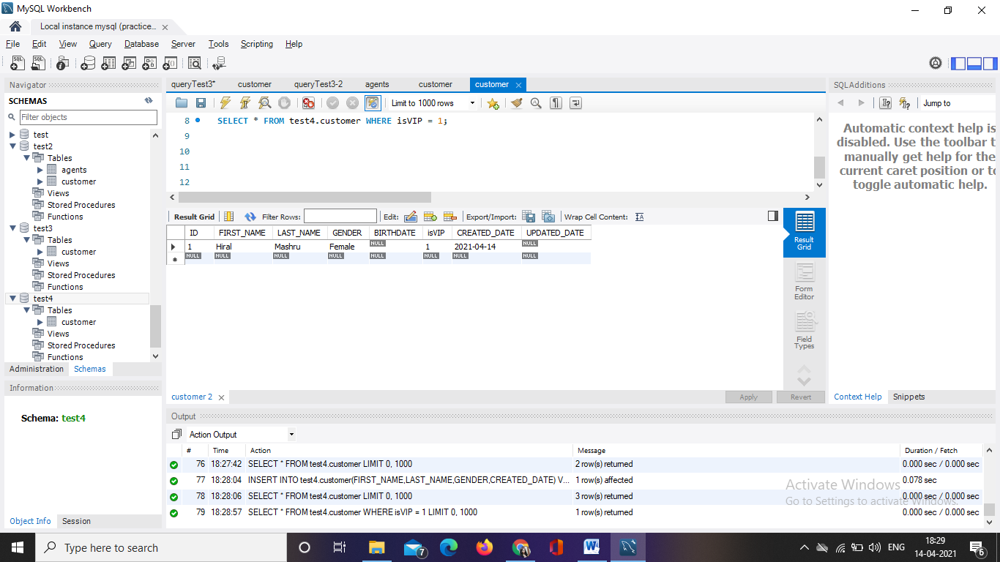 MySQL Workbench
Local instance mysql (practice...
File Edit View Query Database Server Tools Scripting Help
Navigator
SCHEMAS
Filter objects
test
test2
Tables
agents
customer
Views
Stored Procedures
Functions
test3
Tables
customer
Views
Stored Procedures
Functions
test4
Tables
customer
Views
Stored Procedures
Functions
Administration Schemas
Information
Schema: test4
Object Info Session
queryTest3* customer queryTest3-2 agents customer customer
Limit to 1000 rows
8 SELECT * FROM test4.customer WHERE isVIP = 1;
9
10
11
12
Result Grid Filter Rows: Edit: Export/Import: Wrap Cell Content:
ID FIRST_NAME LAST_NAME GENDER BIRTHDATE isVIP CREATED_DATE UPDATED_DATE
1 Hiral Mashru Female NULL 1 2021-04-14 NULL
NULL NULL NULL NULL NULL NULL NULL NULL
Result
Grid
Form
Editor
Field
Types
customer 2 Apply Revert
SQLAdditions
Jump to
Automatic context help is
disabled. Use the toolbar t
manually get help for the
current caret position or to
toggle automatic help.
Context Help Snippets
Output
Action Output
# Time Action Message Duration / Fetch
76 18:27:42 SELECT * FROM test4.customer LIMIT 0, 1000 2 row(s) returned 0.000 sec / 0.000 sec
77 18:28:04 INSERT INTO test4.customer(FIRST_NAME,LAST_NAME,GENDER,CREATED_DATE) V... 1 row(s) affected 0.078 sec
78 18:28:06 SELECT * FROM test4.customer LIMIT 0, 1000 3 row(s) returned 0.000 sec / 0.000 sec
79 18:28:57 SELECT * FROM test4.customer WHERE isVIP = 1 LIMIT 0, 1000 1 row(s) returned 0.000 sec / 0.000 sec
Activate Windows
Go to Settings to activate Windows.
Type here to search
7
ENG
18:29
14-04-2021
6